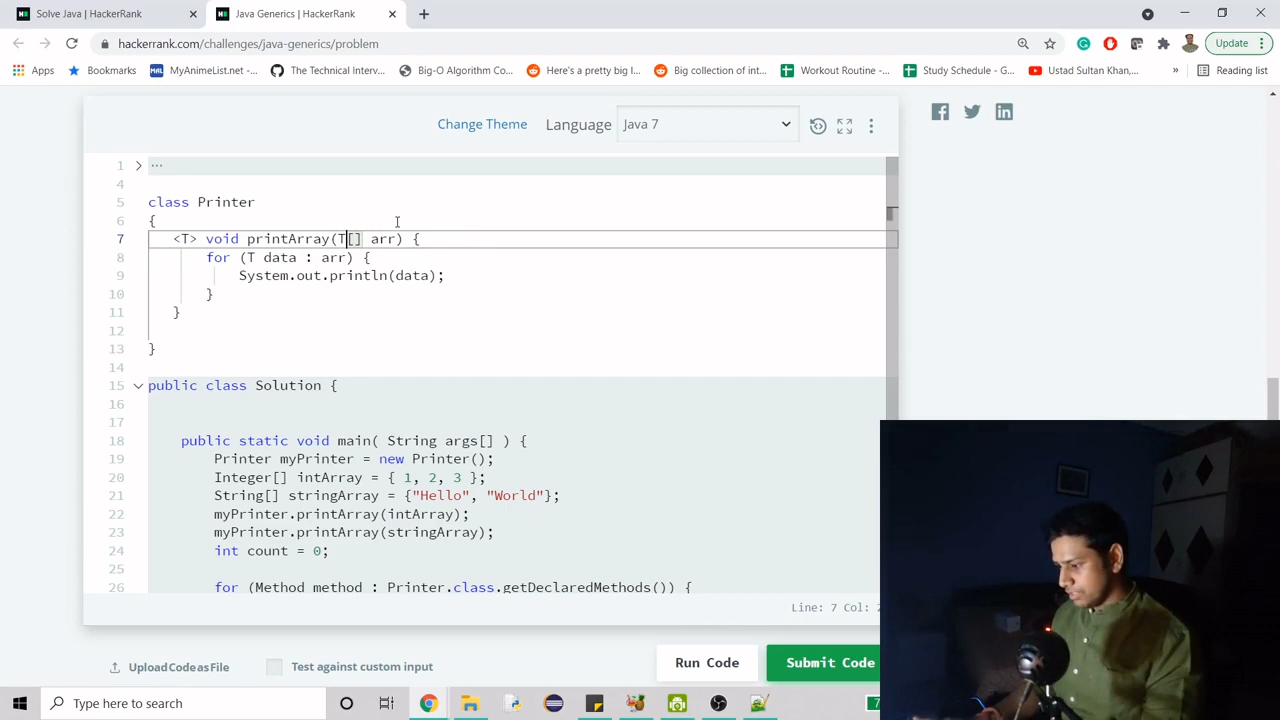 Solve Java | HackerRank
Java Generics | HackerRank
hackerrank.com/challenges/java-generics/problem
Update
Apps
Bookmarks
MyAnimeList.net -...
The Technical Interv...
Big-O Algorithm Co...
Here's a pretty big l...
Big collection of int...
Workout Routine -...
Study Schedule - G...
Ustad Sultan Khan,...
»
Reading list
Change Theme
Language
Java 7
1 ...
4
5 class Printer
6 {
7 <T> void printArray(T[] arr) {
8 for (T data : arr) {
9 System.out.println(data);
10 }
11 }
12
13 }
14
15 public class Solution {
16
17
18 public static void main( String args[] ) {
19 Printer myPrinter = new Printer();
20 Integer[] intArray = { 1, 2, 3 };
21 String[] stringArray = {"Hello", "World"};
22 myPrinter.printArray(intArray);
23 myPrinter.printArray(stringArray);
24 int count = 0;
25
26 for (Method method : Printer.class.getDeclaredMethods()) {
Line: 7 Col:
Upload Code as File
Test against custom input
Run Code
Submit Code
Type here to search